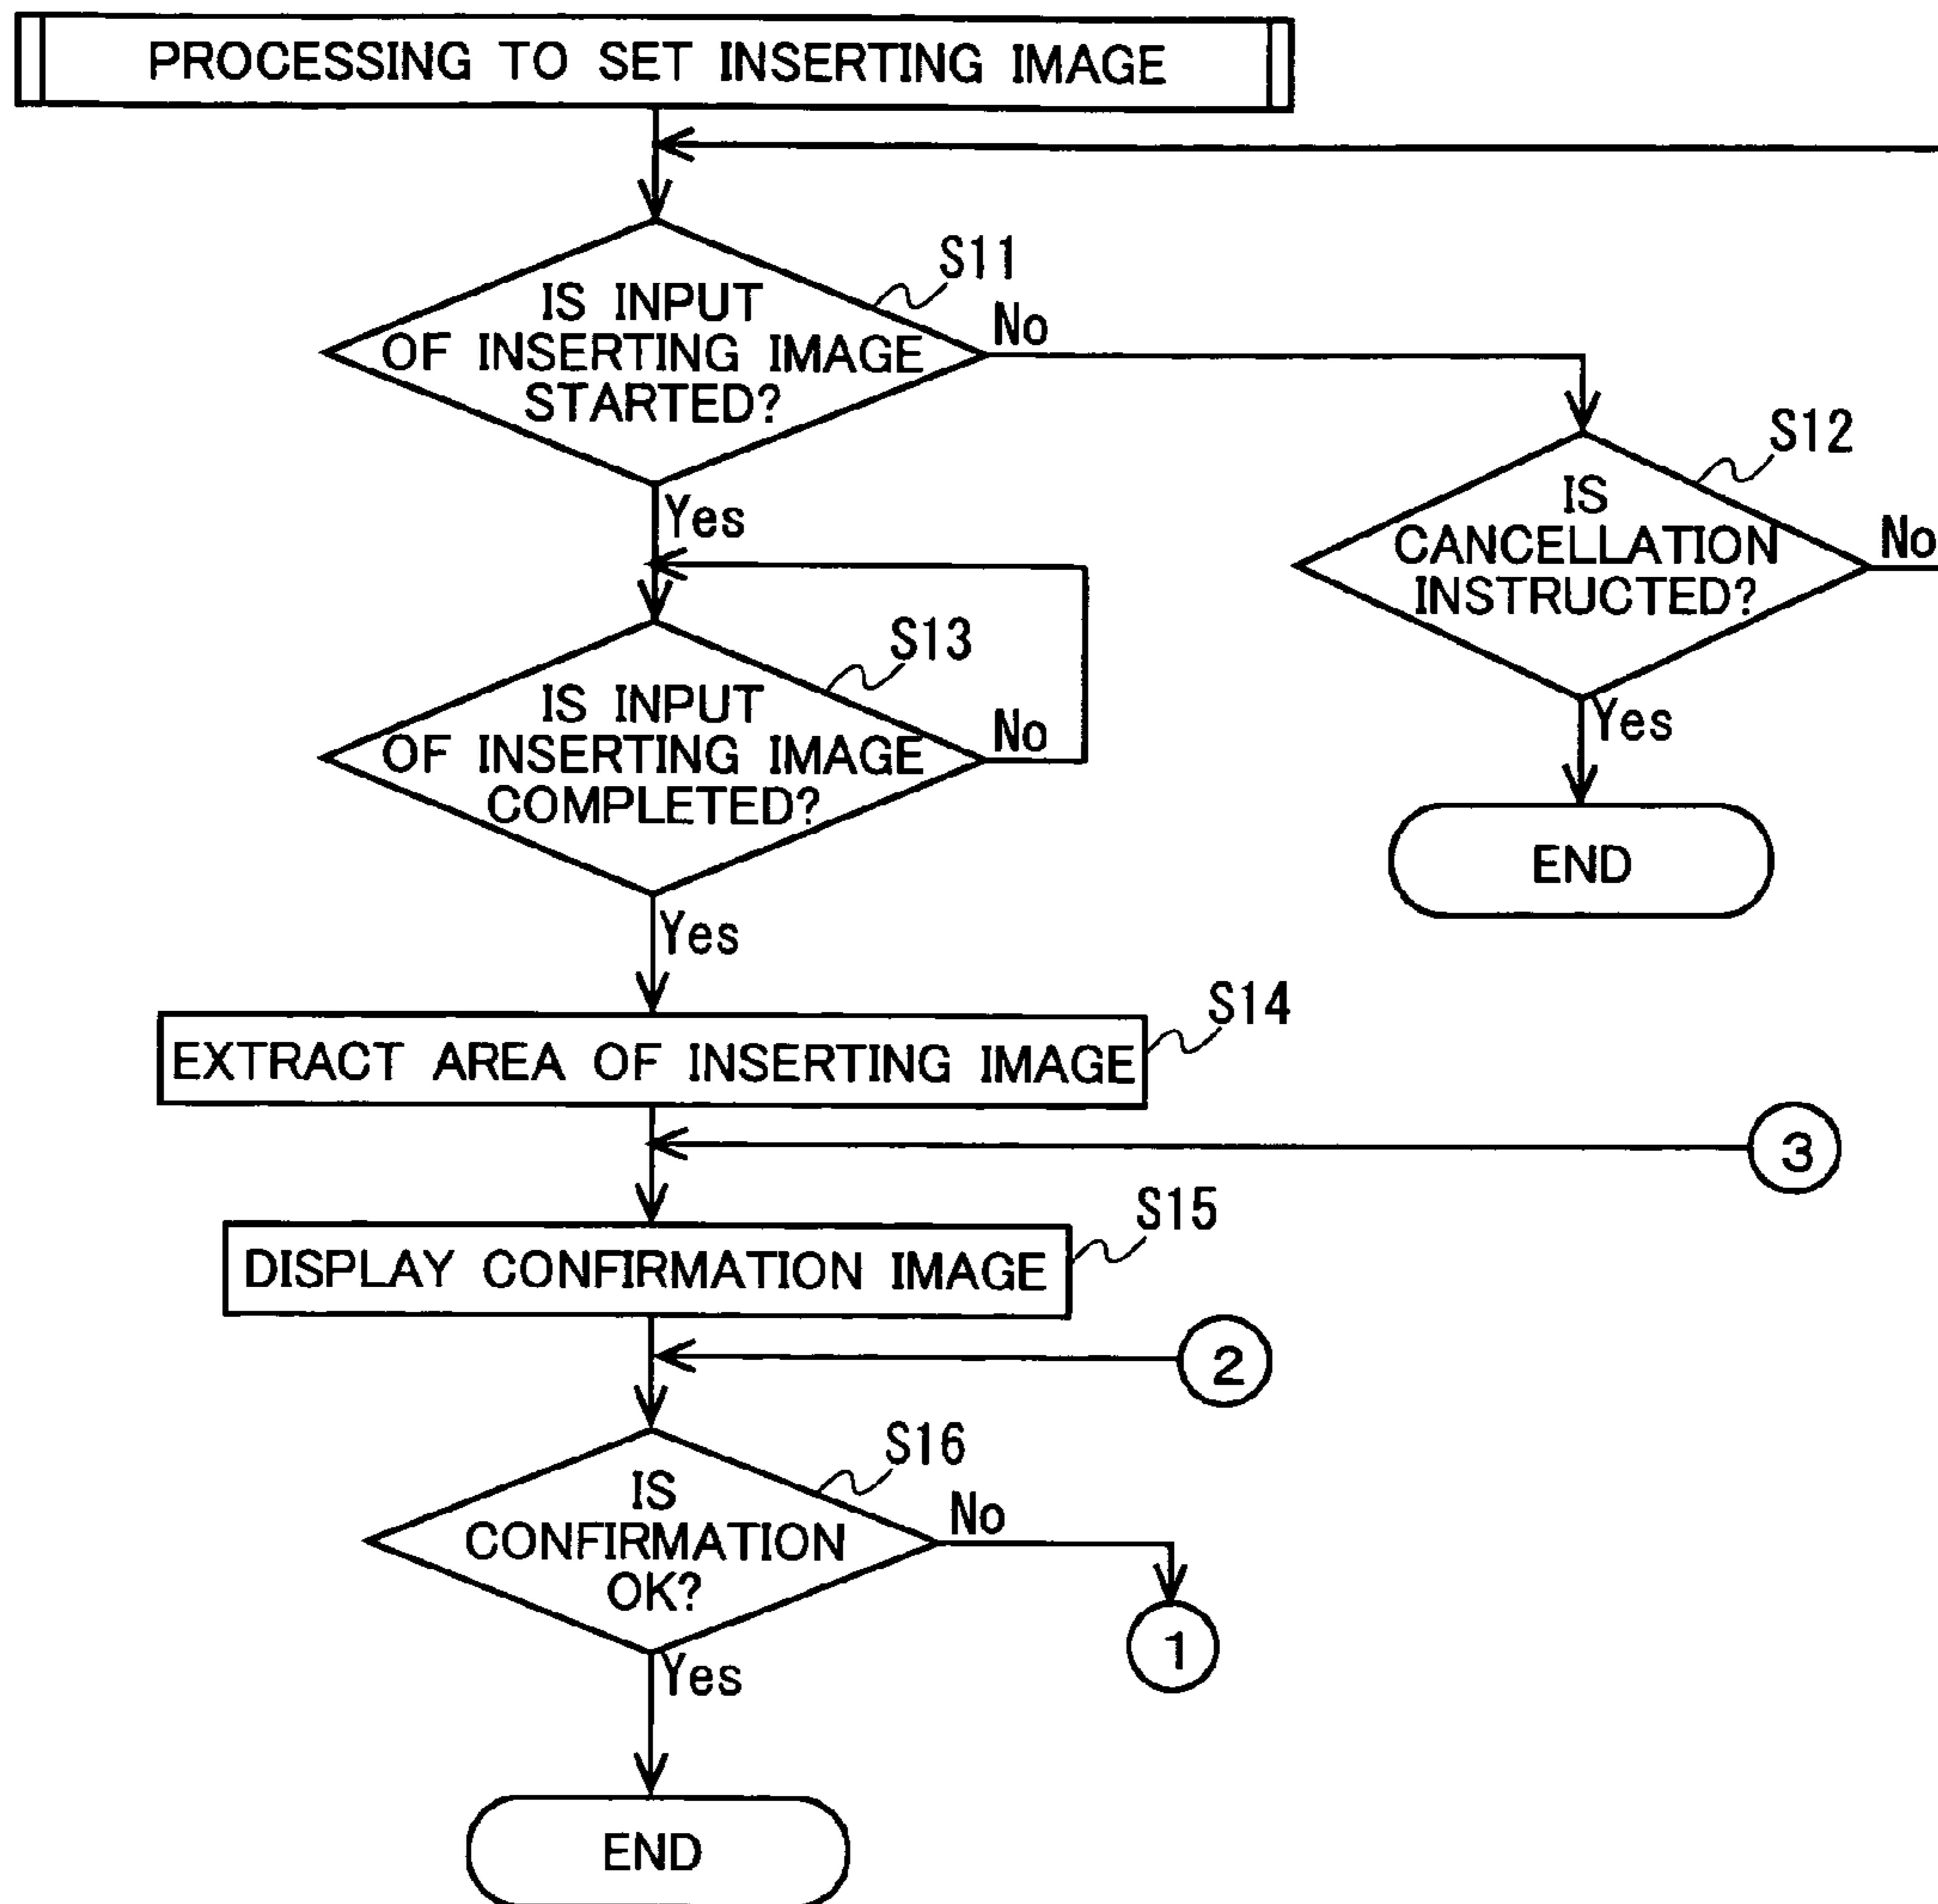 PROCESSING TO SET INSERTING IMAGE
S11
IS INPUT
OF INSERTING IMAGE
STARTED?
No
Yes
S12
IS
CANCELLATION
INSTRUCTED?
No
Yes
END
S13
IS INPUT
OF INSERTING IMAGE
COMPLETED?
No
Yes
S14
EXTRACT AREA OF INSERTING IMAGE
3
S15
DISPLAY CONFIRMATION IMAGE
2
S16
IS
CONFIRMATION
OK?
No
1
Yes
END